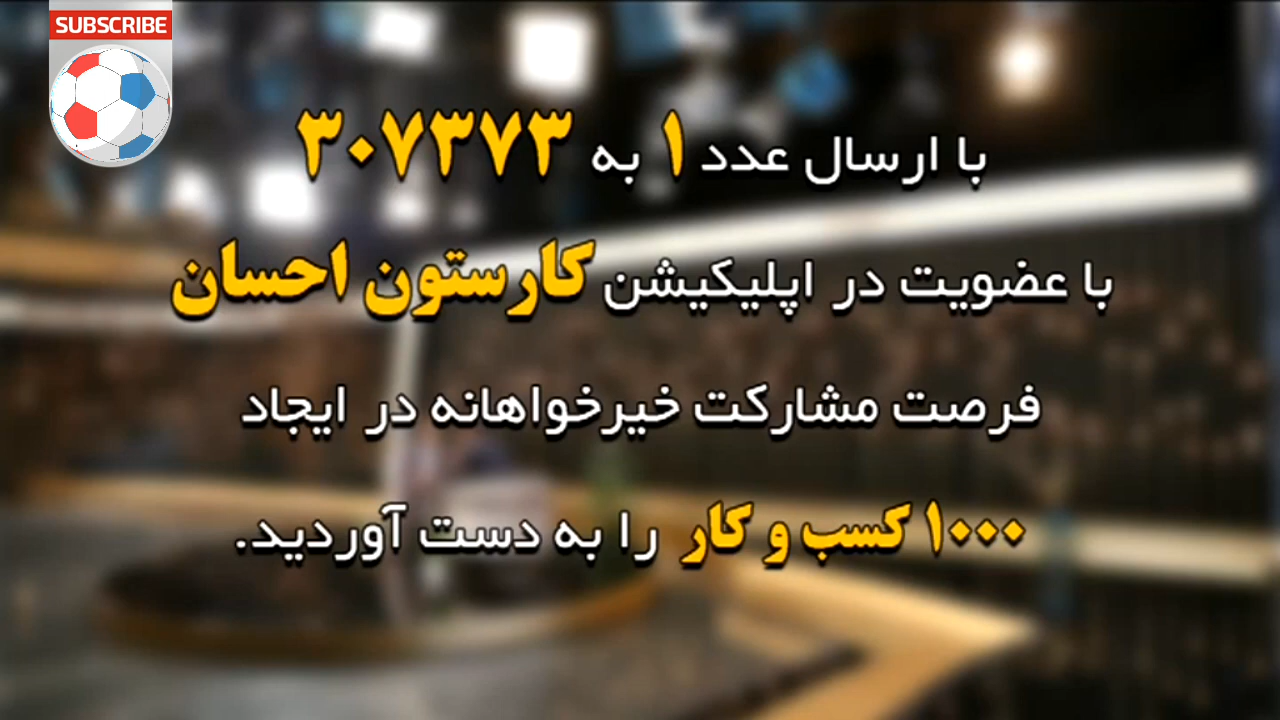 SUBSCRIBE
با ارسال عدد ۱ به ۳۰۷۳۷۳
با عضویت در اپلیکیشن کارستون احسان
فرصت مشارکت خیرخواهانه در ایجاد
۱۰۰۰ کسب و کار را به دست آوردید.